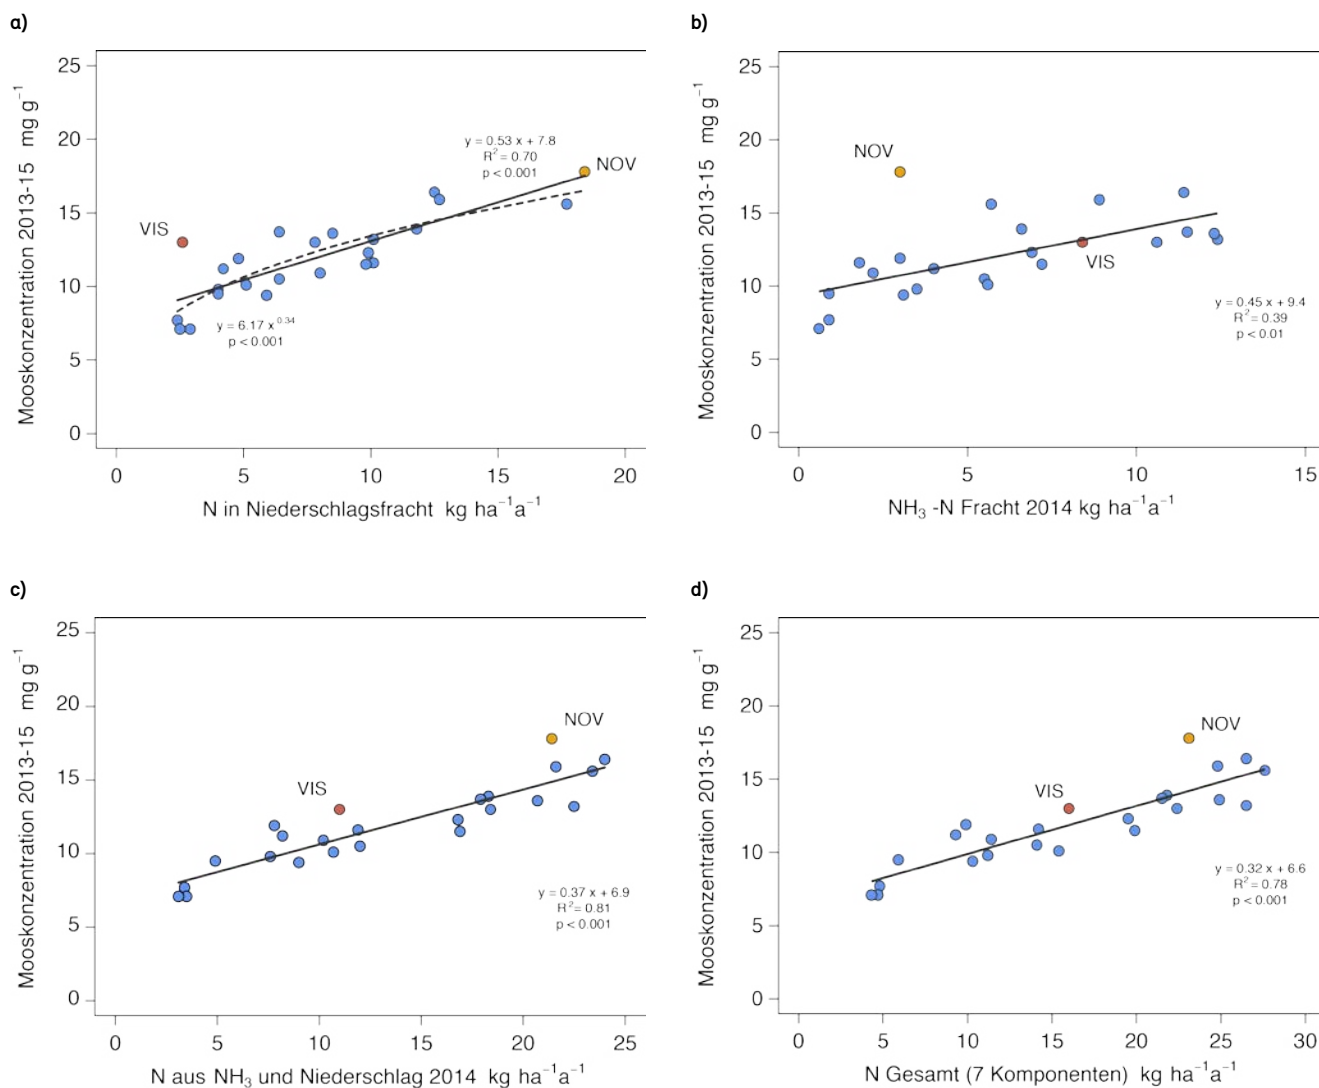 a)
Mooskonzentration 2013-15 mg g⁻¹
25
20
15
10
5
0
y = 0.53 x + 7.8
R² = 0.70
p < 0.001
NOV
VIS
y = 6.17 x^0.34
p < 0.001
0 5 10 15 20
N in Niederschlagsfracht kg ha⁻¹a⁻¹
b)
Mooskonzentration 2013-15 mg g⁻¹
25
20
15
10
5
0
NOV
VIS
y = 0.45 x + 9.4
R² = 0.39
p < 0.01
0 5 10 15
NH₃ -N Fracht 2014 kg ha⁻¹a⁻¹
c)
Mooskonzentration 2013-15 mg g⁻¹
25
20
15
10
5
0
NOV
VIS
y = 0.37 x + 6.9
R² = 0.81
p < 0.001
0 5 10 15 20 25
N aus NH₃ und Niederschlag 2014 kg ha⁻¹a⁻¹
d)
Mooskonzentration 2013-15 mg g⁻¹
25
20
15
10
5
0
NOV
VIS
y = 0.32 x + 6.6
R² = 0.78
p < 0.001
0 5 10 15 20 25 30
N Gesamt (7 Komponenten) kg ha⁻¹a⁻¹